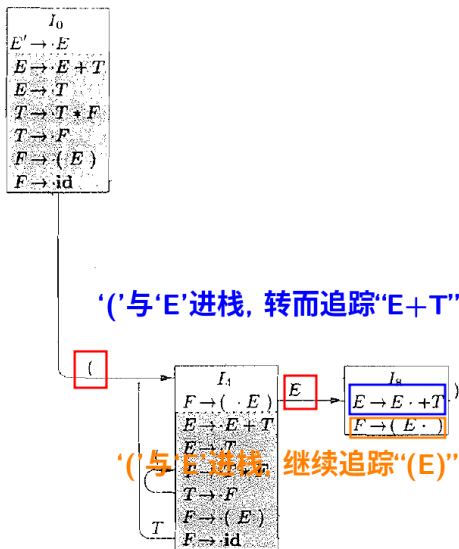 I₀
E′ → ·E
E → ·E + T
E → ·T
T → ·T * F
T → ·F
F → ·( E )
F → ·id
‘(’与‘E’进栈, 转而追踪“E+T”
(
I₄
E
I₈
F → ( · E )
E → E · + T
)
E → ·E + T
F → ( E · )
E → ·T
‘(’与‘E’进栈, 继续追踪“(E)”
T → ·F
F → ·( E )
T
F → ·id